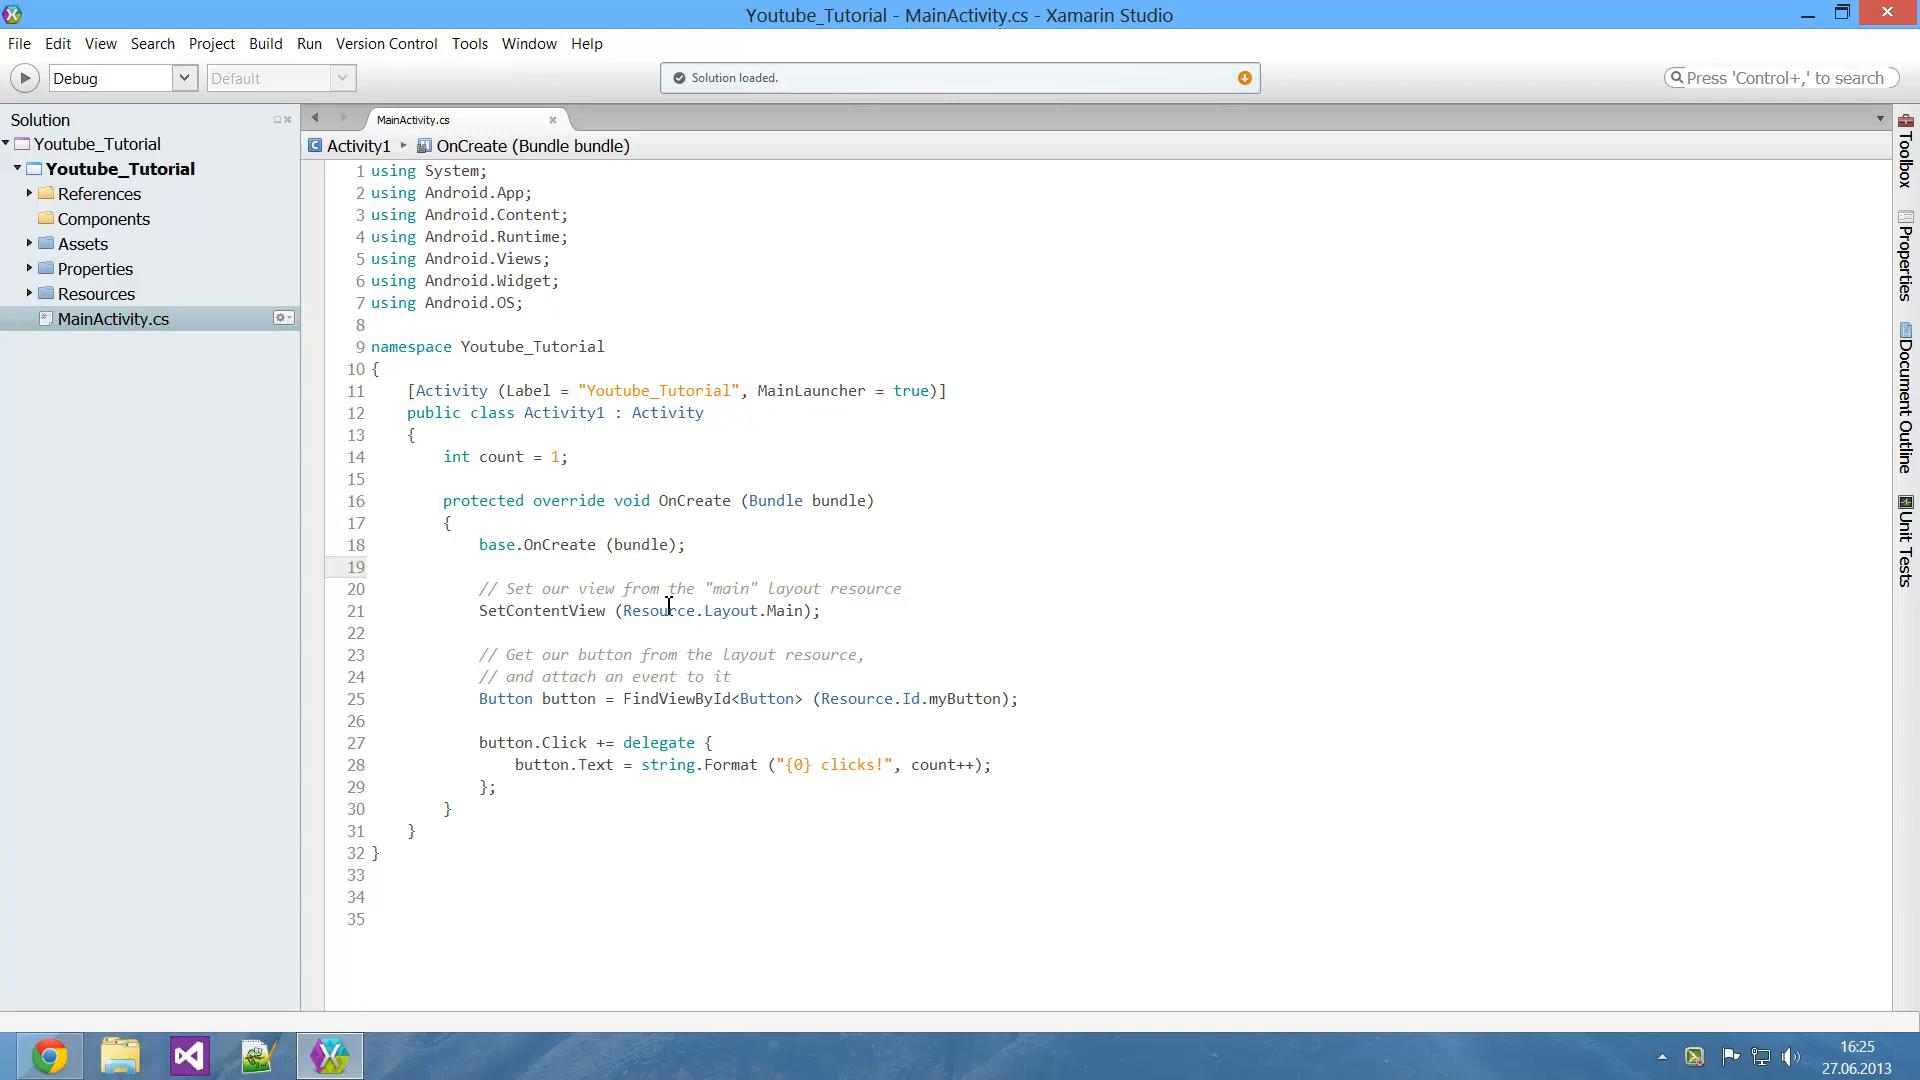 Youtube_Tutorial - MainActivity.cs - Xamarin Studio
File Edit View Search Project Build Run Version Control Tools Window Help
Debug Default Solution loaded. Press 'Control+,' to search
Solution
Youtube_Tutorial
Youtube_Tutorial
References
Components
Assets
Properties
Resources
MainActivity.cs
MainActivity.cs
Activity1 OnCreate (Bundle bundle)
1 using System;
2 using Android.App;
3 using Android.Content;
4 using Android.Runtime;
5 using Android.Views;
6 using Android.Widget;
7 using Android.OS;
8
9 namespace Youtube_Tutorial
10 {
11 [Activity (Label = "Youtube_Tutorial", MainLauncher = true)]
12 public class Activity1 : Activity
13 {
14 int count = 1;
15
16 protected override void OnCreate (Bundle bundle)
17 {
18 base.OnCreate (bundle);
19
20 // Set our view from the "main" layout resource
21 SetContentView (Resource.Layout.Main);
22
23 // Get our button from the layout resource,
24 // and attach an event to it
25 Button button = FindViewById<Button> (Resource.Id.myButton);
26
27 button.Click += delegate {
28 button.Text = string.Format ("{0} clicks!", count++);
29 };
30 }
31 }
32 }
33
34
35
Toolbox
Properties
Document Outline
Unit Tests
16:25
27.06.2013